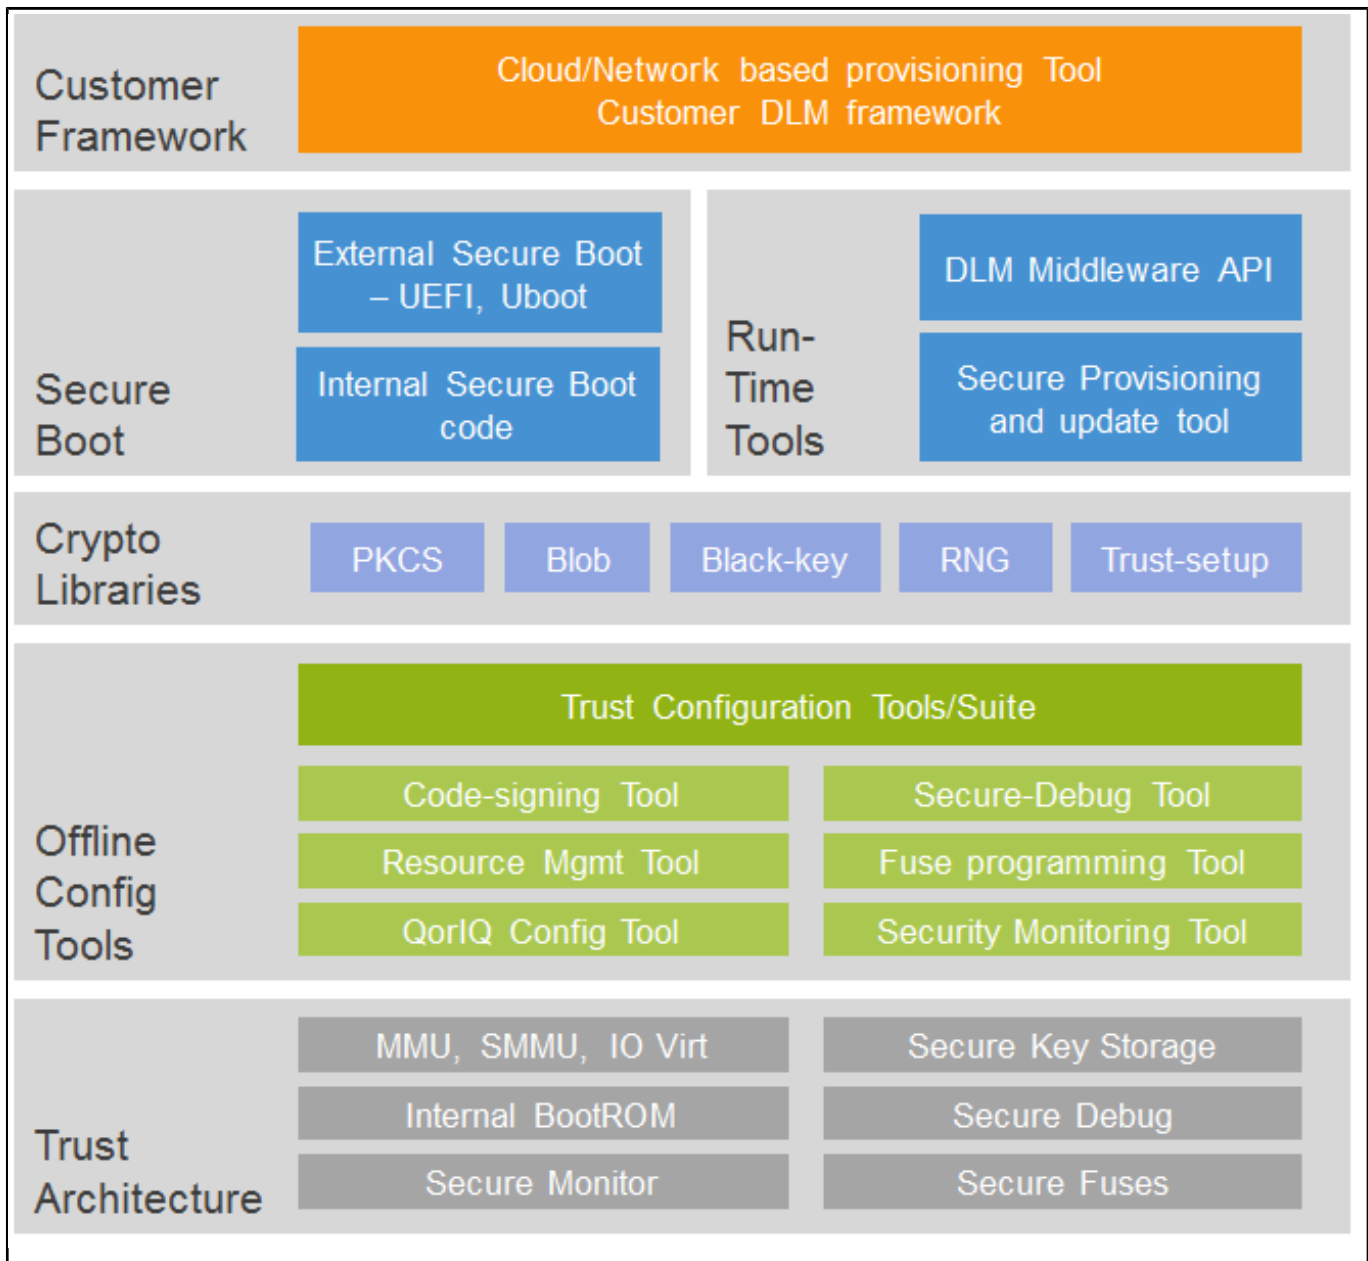 Customer
Framework
Cloud/Network based provisioning Tool
Customer DLM framework
Secure
Boot
External Secure Boot
– UEFI, Uboot
Internal Secure Boot
code
Run-
Time
Tools
DLM Middleware API
Secure Provisioning
and update tool
Crypto
Libraries
PKCS
Blob
Black-key
RNG
Trust-setup
Offline
Config
Tools
Trust Configuration Tools/Suite
Code-signing Tool
Secure-Debug Tool
Resource Mgmt Tool
Fuse programming Tool
QorIQ Config Tool
Security Monitoring Tool
Trust
Architecture
MMU, SMMU, IO Virt
Secure Key Storage
Internal BootROM
Secure Debug
Secure Monitor
Secure Fuses